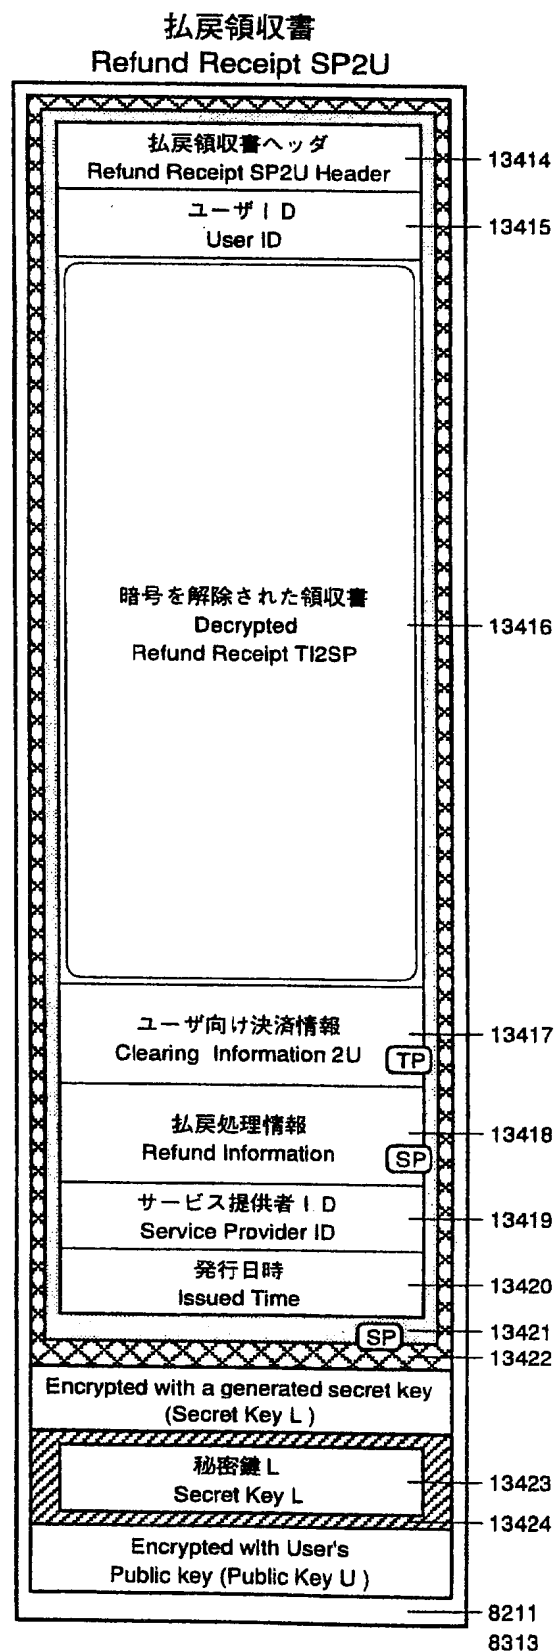 払戻領収書
Refund Receipt SP2U
払戻領収書ヘッダ
Refund Receipt SP2U Header
13414
ユーザID
User ID
13415
暗号を解除された領収書
Decrypted
Refund Receipt TI2SP
13416
ユーザ向け決済情報
Clearing Information 2U
TP
13417
払戻処理情報
Refund Information
SP
13418
サービス提供者ID
Service Provider ID
13419
発行日時
Issued Time
13420
SP
13421
13422
Encrypted with a generated secret key
(Secret Key L )
秘密鍵 L
Secret Key L
13423
13424
Encrypted with User's
Public key (Public Key U )
8211
8313